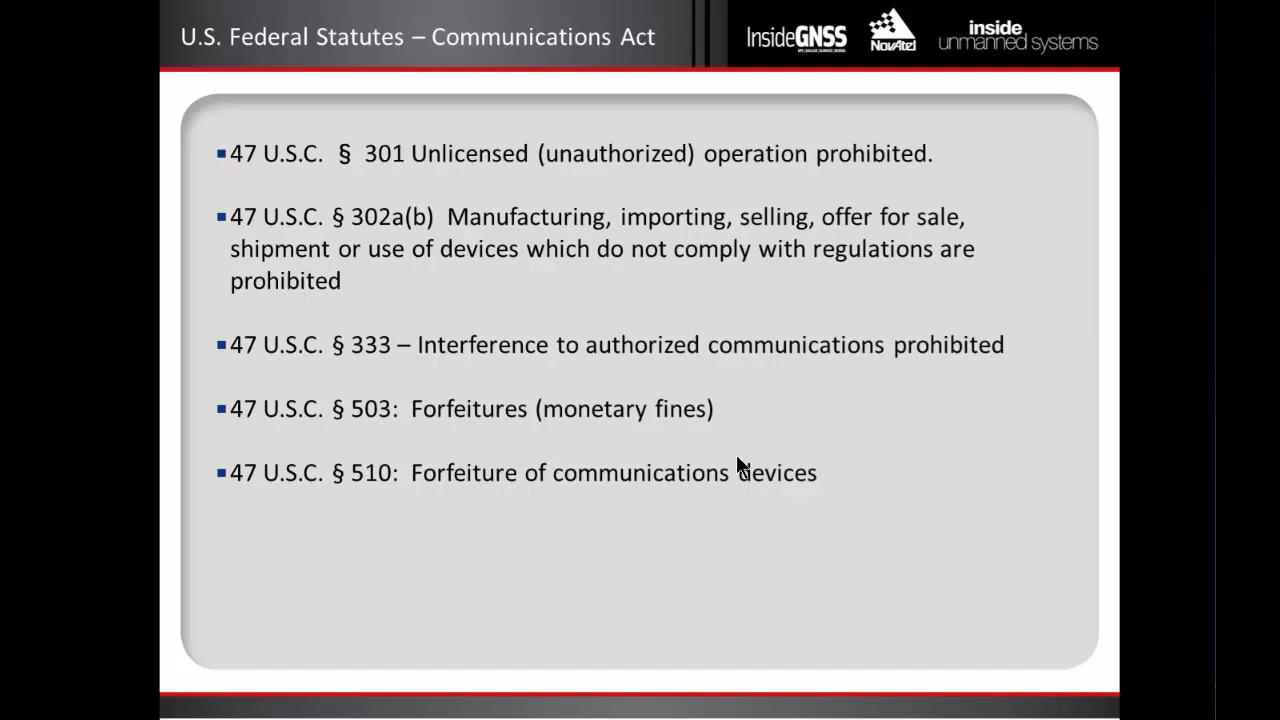 U.S. Federal Statutes – Communications Act
InsideGNSS
NovAtel
inside
unmanned systems
47 U.S.C. § 301 Unlicensed (unauthorized) operation prohibited.
47 U.S.C. § 302a(b) Manufacturing, importing, selling, offer for sale,
shipment or use of devices which do not comply with regulations are
prohibited
47 U.S.C. § 333 – Interference to authorized communications prohibited
47 U.S.C. § 503: Forfeitures (monetary fines)
47 U.S.C. § 510: Forfeiture of communications devices